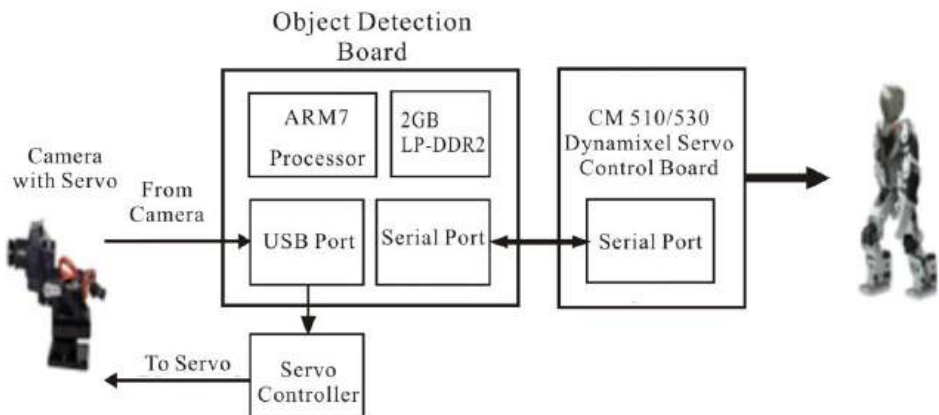 Object Detection
Board
ARM7
Processor
2GB
LP-DDR2
CM 510/530
Dynamixel Servo
Control Board
Camera
with Servo
From
Camera
USB Port
Serial Port
Serial Port
To Servo
Servo
Controller